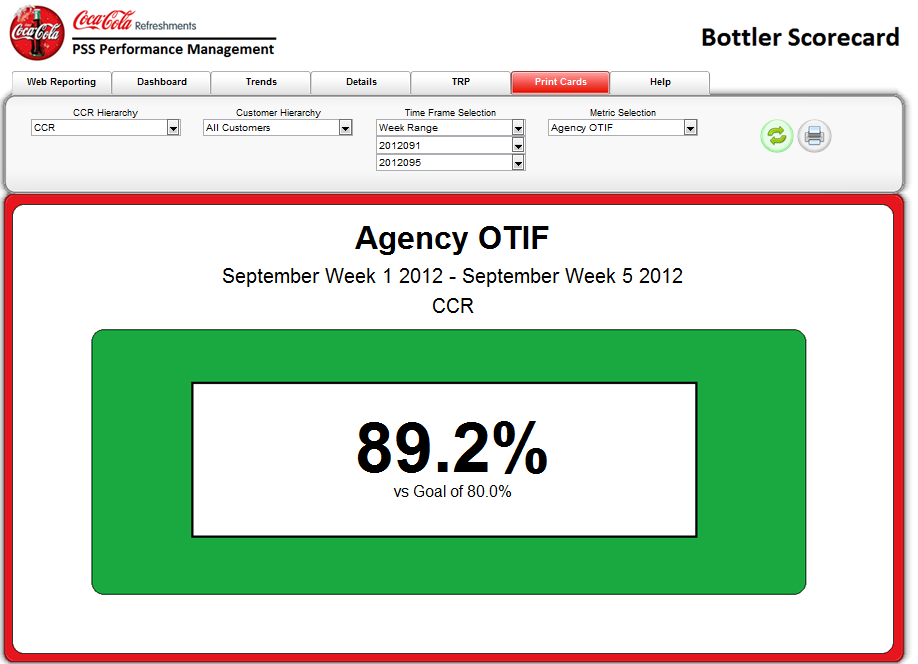 Coca-Cola
Coca-Cola Refreshments
PSS Performance Management
Bottler Scorecard
Web Reporting Dashboard Trends Details TRP Print Cards Help
CCR Hierarchy Customer Hierarchy Time Frame Selection Metric Selection
CCR All Customers Week Range Agency OTIF
2012091
2012095
Agency OTIF
September Week 1 2012 - September Week 5 2012
CCR
89.2%
vs Goal of 80.0%